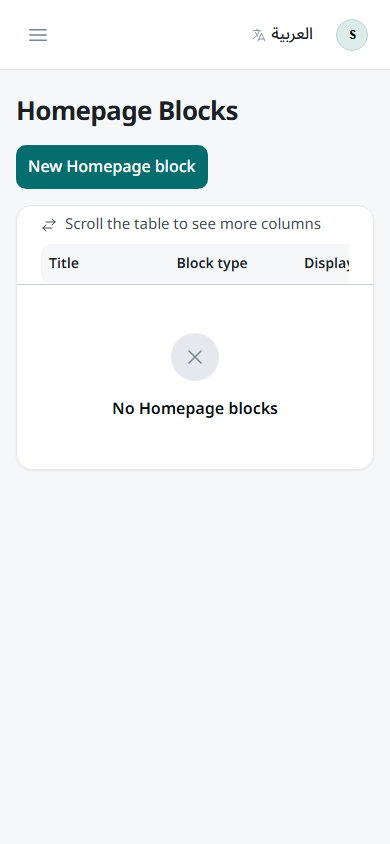 العربية
S
Homepage Blocks
New Homepage block
Scroll the table to see more columns
Title Block type Display
No Homepage blocks